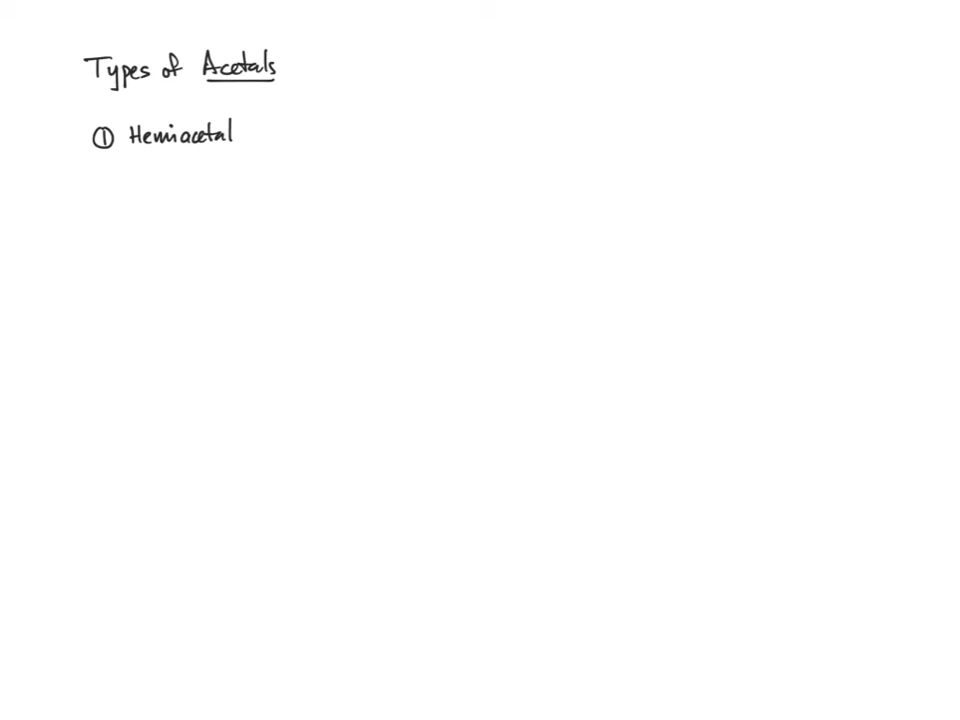 Types of Acetals
① Hemiacetal